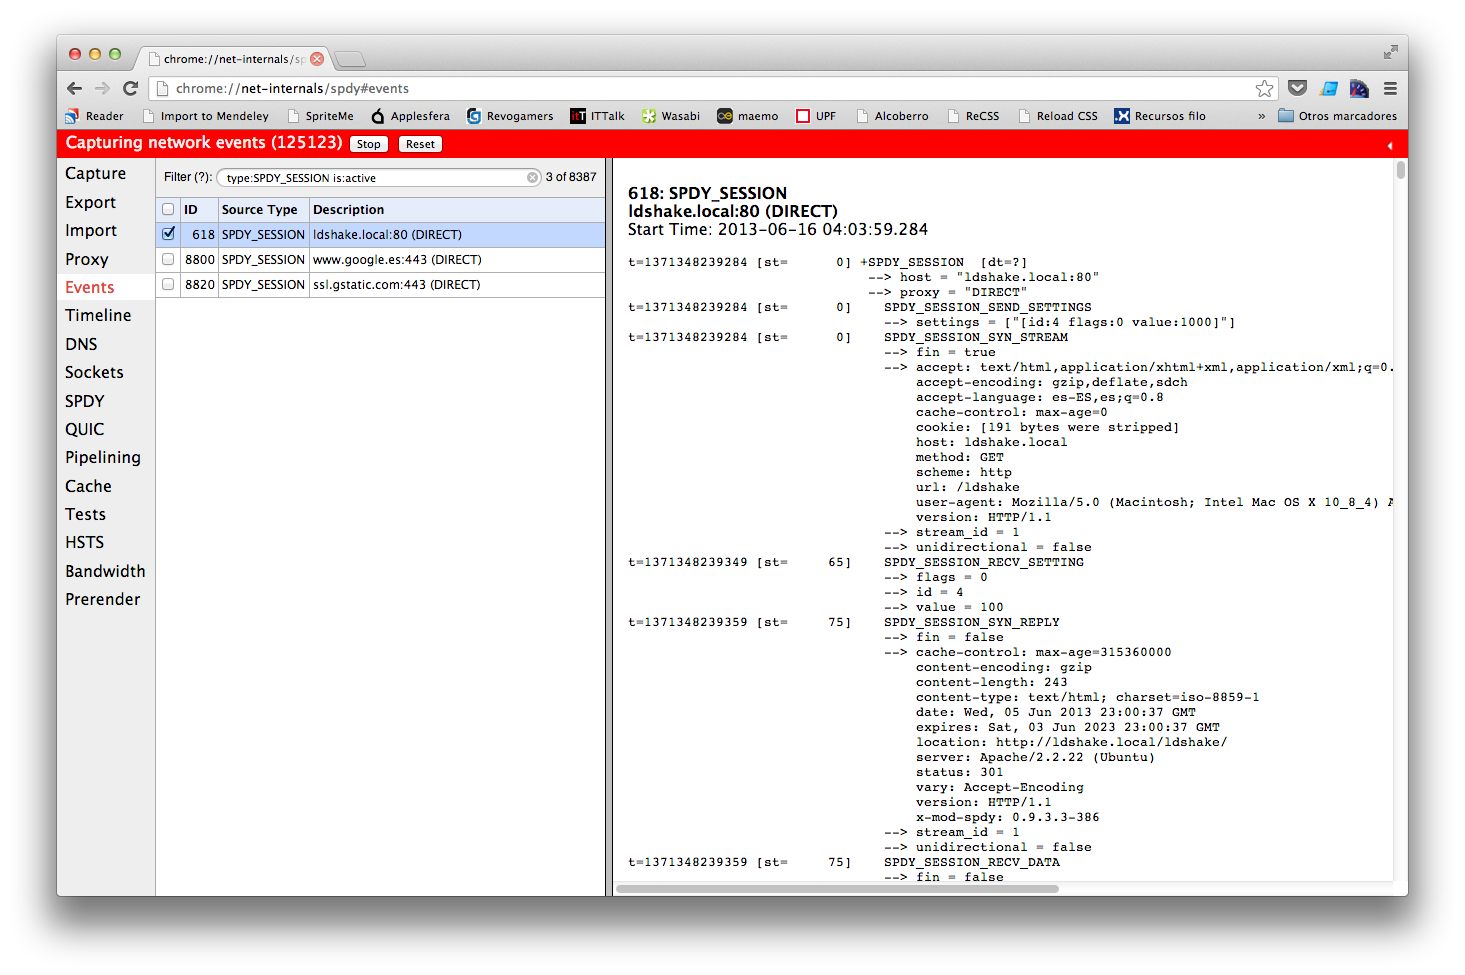 chrome://net-internals/sp
chrome://net-internals/spdy#events
Reader Import to Mendeley SpriteMe Applesfera Revogamers ITTalk Wasabi maemo UPF Alcoberro ReCSS Reload CSS Recursos filo » Otros marcadores
Capturing network events (125123) Stop Reset
Capture
Export
Import
Proxy
Events
Timeline
DNS
Sockets
SPDY
QUIC
Pipelining
Cache
Tests
HSTS
Bandwidth
Prerender
Filter (?): type:SPDY_SESSION is:active 3 of 8387
ID Source Type Description
618 SPDY_SESSION ldshake.local:80 (DIRECT)
8800 SPDY_SESSION www.google.es:443 (DIRECT)
8820 SPDY_SESSION ssl.gstatic.com:443 (DIRECT)
618: SPDY_SESSION
ldshake.local:80 (DIRECT)
Start Time: 2013-06-16 04:03:59.284
t=1371348239284 [st= 0] +SPDY_SESSION [dt=?]
--> host = "ldshake.local:80"
--> proxy = "DIRECT"
t=1371348239284 [st= 0] SPDY_SESSION_SEND_SETTINGS
--> settings = ["[id:4 flags:0 value:1000]"]
t=1371348239284 [st= 0] SPDY_SESSION_SYN_STREAM
--> fin = true
--> accept: text/html,application/xhtml+xml,application/xml;q=0.
accept-encoding: gzip,deflate,sdch
accept-language: es-ES,es;q=0.8
cache-control: max-age=0
cookie: [191 bytes were stripped]
host: ldshake.local
method: GET
scheme: http
url: /ldshake
user-agent: Mozilla/5.0 (Macintosh; Intel Mac OS X 10_8_4) A
version: HTTP/1.1
--> stream_id = 1
--> unidirectional = false
t=1371348239349 [st= 65] SPDY_SESSION_RECV_SETTING
--> flags = 0
--> id = 4
--> value = 100
t=1371348239359 [st= 75] SPDY_SESSION_SYN_REPLY
--> fin = false
--> cache-control: max-age=315360000
content-encoding: gzip
content-length: 243
content-type: text/html; charset=iso-8859-1
date: Wed, 05 Jun 2013 23:00:37 GMT
expires: Sat, 03 Jun 2023 23:00:37 GMT
location: http://ldshake.local/ldshake/
server: Apache/2.2.22 (Ubuntu)
status: 301
vary: Accept-Encoding
version: HTTP/1.1
x-mod-spdy: 0.9.3.3-386
--> stream_id = 1
--> unidirectional = false
t=1371348239359 [st= 75] SPDY_SESSION_RECV_DATA
--> fin = false